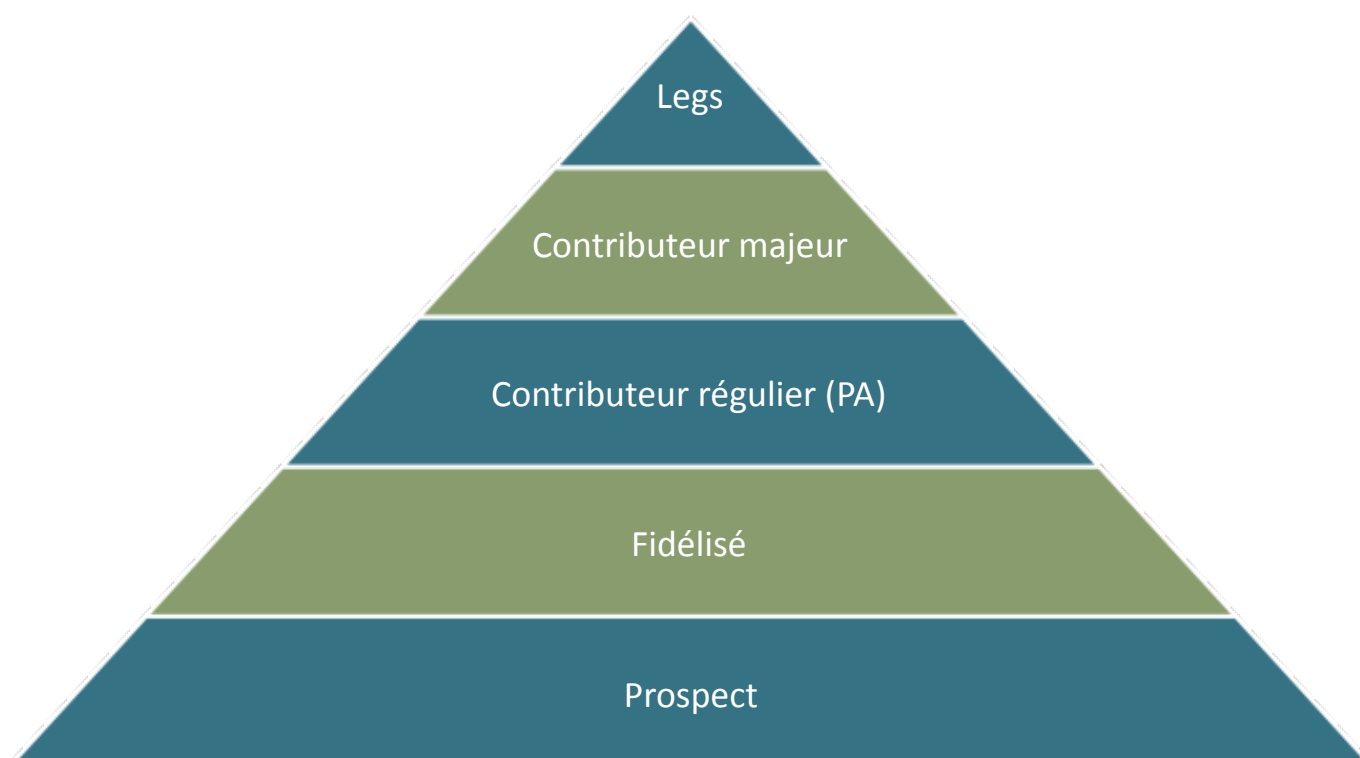 Legs
Contributeur majeur
Contributeur régulier (PA)
Fidélisé
Prospect